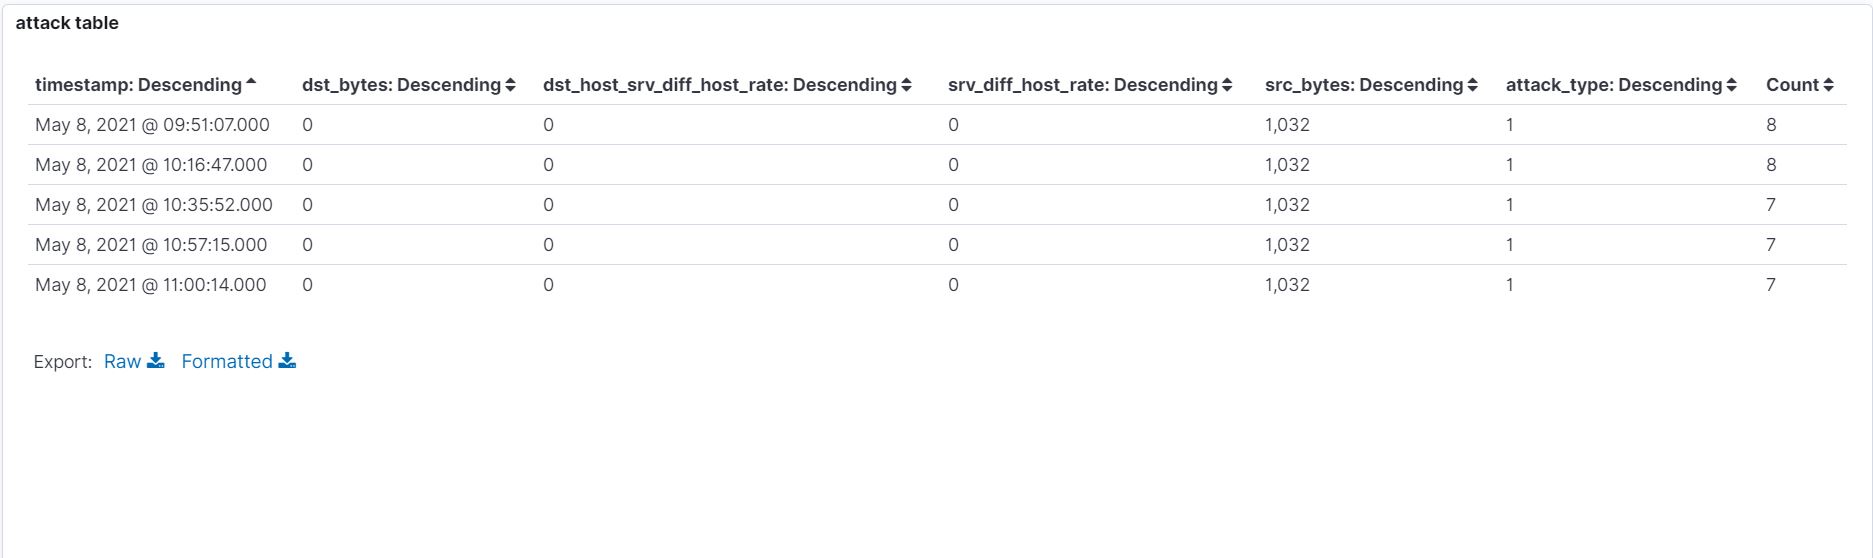 attack table
timestamp: Descending dst_bytes: Descending dst_host_srv_diff_host_rate: Descending srv_diff_host_rate: Descending src_bytes: Descending attack_type: Descending Count
May 8, 2021 @ 09:51:07.000 0 0 0 1,032 1 8
May 8, 2021 @ 10:16:47.000 0 0 0 1,032 1 8
May 8, 2021 @ 10:35:52.000 0 0 0 1,032 1 7
May 8, 2021 @ 10:57:15.000 0 0 0 1,032 1 7
May 8, 2021 @ 11:00:14.000 0 0 0 1,032 1 7
Export: Raw Formatted